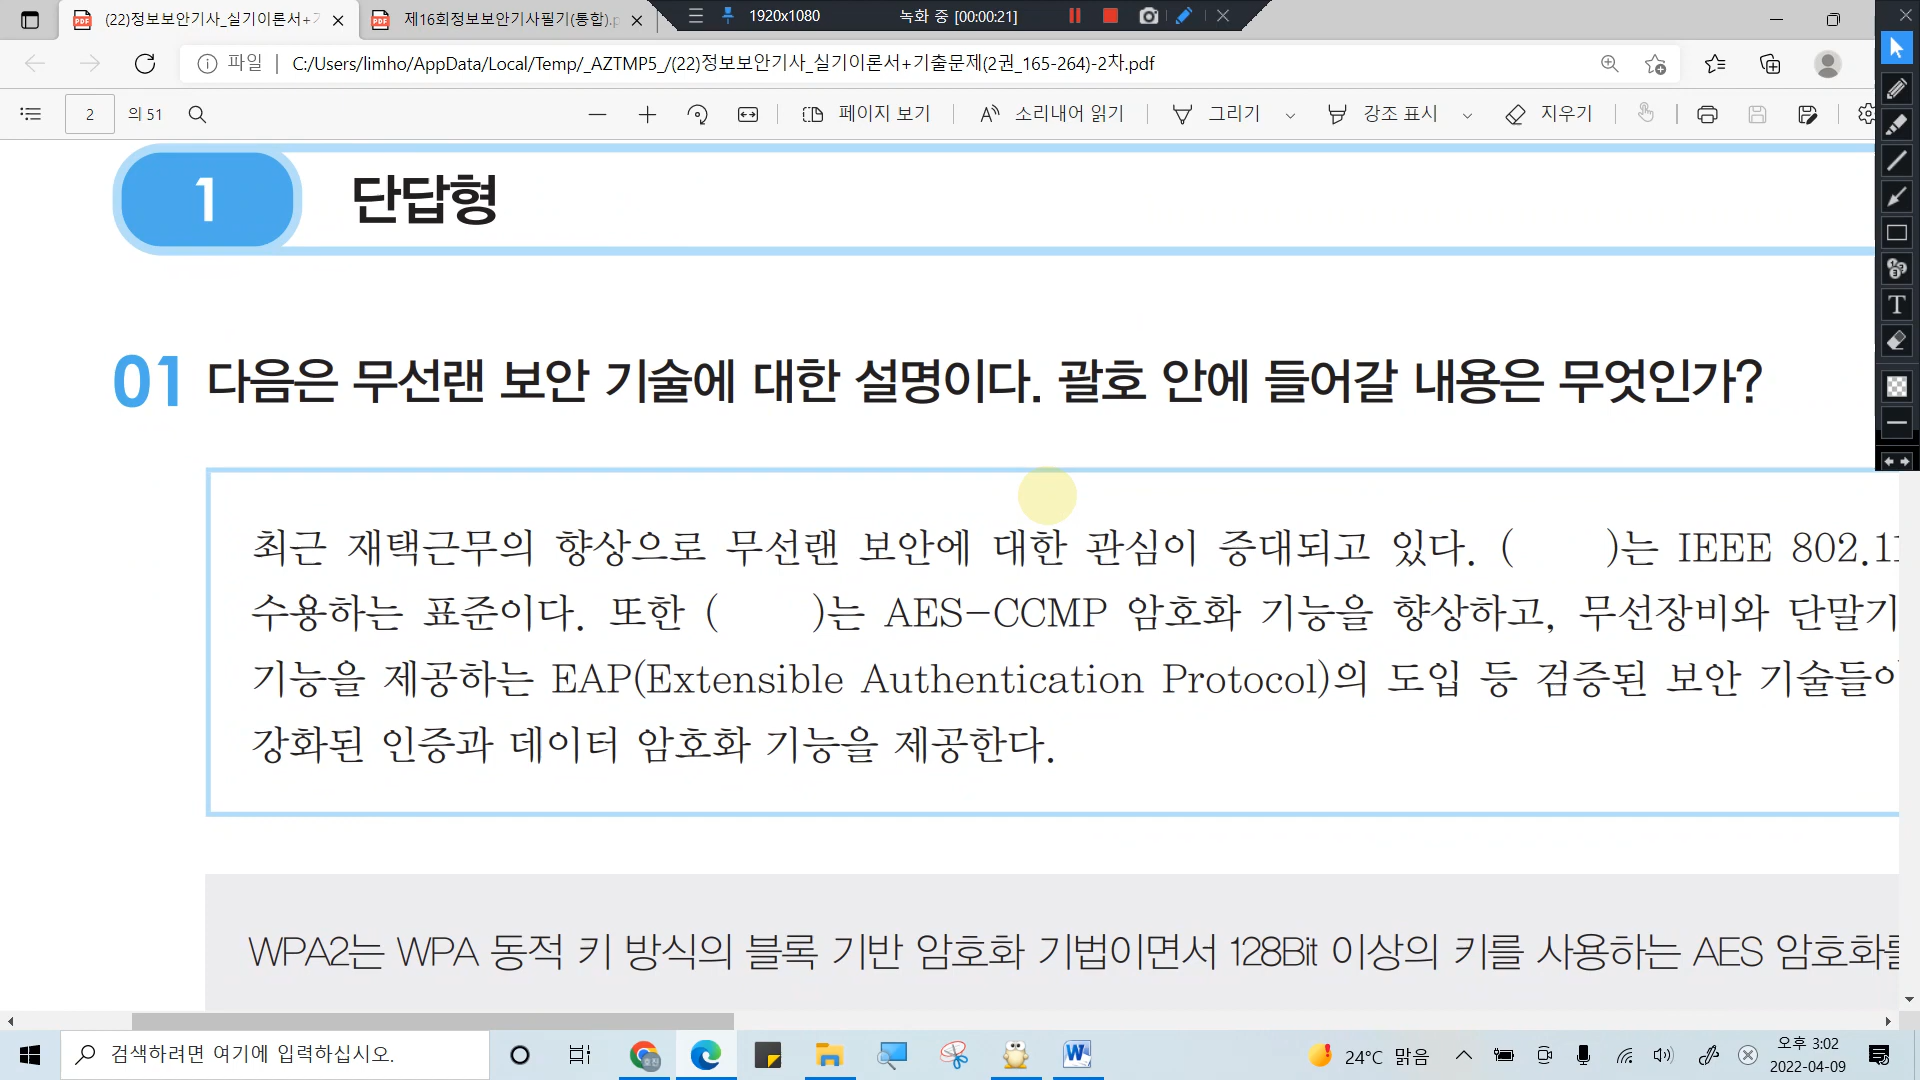 (22)정보보안기사_실기이론서+
제16회정보보안기사필기(통합).p
1920x1080
녹화 중 [00:00:21]
파일
C:/Users/limho/AppData/Local/Temp/_AZTMP5_/(22)정보보안기사_실기이론서+기출문제(2권_165-264)-2차.pdf
2
의 51
페이지 보기
소리내어 읽기
그리기
강조 표시
지우기
1
단답형
01 다음은 무선랜 보안 기술에 대한 설명이다. 괄호 안에 들어갈 내용은 무엇인가?
최근 재택근무의 향상으로 무선랜 보안에 대한 관심이 증대되고 있다. ( )는 IEEE 802.11
수용하는 표준이다. 또한 ( )는 AES-CCMP 암호화 기능을 향상하고, 무선장비와 단말기
기능을 제공하는 EAP(Extensible Authentication Protocol)의 도입 등 검증된 보안 기술들이
강화된 인증과 데이터 암호화 기능을 제공한다.
WPA2는 WPA 동적 키 방식의 블록 기반 암호화 기법이면서 128Bit 이상의 키를 사용하는 AES 암호화를
검색하려면 여기에 입력하십시오.
24°C 맑음
오후 3:02
2022-04-09